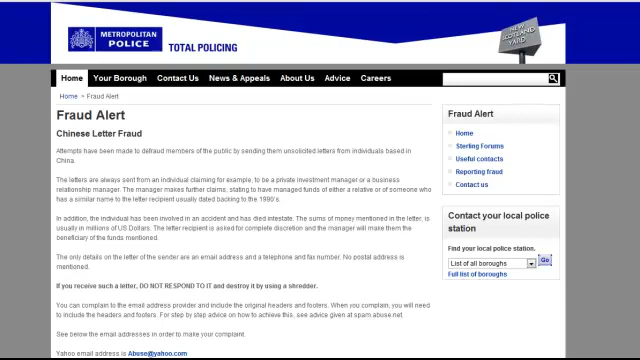 METROPOLITAN
POLICE
TOTAL POLICING
NEW
SCOTLAND
YARD
Home Your Borough Contact Us News & Appeals About Us Advice Careers
Home > Fraud Alert
Fraud Alert
Chinese Letter Fraud
Attempts have been made to defraud members of the public by sending them unsolicited letters from individuals based in
China.
The letters are always sent from an individual claiming for example, to be a private investment manager or a business
relationship manager. The manager makes further claims, stating to have managed funds of either a relative or of someone who
has a similar name to the letter recipient usually dated backing to the 1990's.
In addition, the individual has been involved in an accident and has died intestate. The sums of money mentioned in the letter, is
usually in millions of US Dollars. The letter recipient is asked for complete discretion and the manager will make them the
beneficiary of the funds mentioned.
The only details on the letter of the sender are an email address and a telephone and fax number. No postal address is
mentioned.
If you receive such a letter, DO NOT RESPOND TO IT and destroy it by using a shredder.
You can complain to the email address provider and include the original headers and footers. When you complain, you will need
to include the headers and footers. For step by step advice on how to achieve this, see advice given at spam abuse.net
See below the email addresses in order to make your complaint.
Yahoo email address is Abuse@yahoo.com
Fraud Alert
Home
Sterling Forums
Useful contacts
Reporting fraud
Contact us
Contact your local police
station
Find your local police station.
List of all boroughs Go
Full list of boroughs